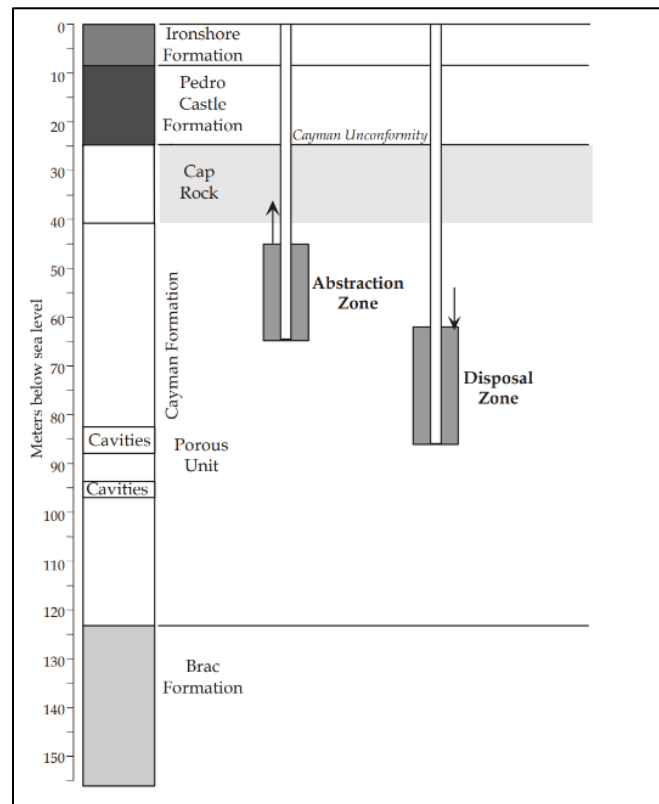 Meters below sea level
0
10
20
30
40
50
60
70
80
90
100
110
120
130
140
150
Ironshore
Formation
Pedro
Castle
Formation
Cayman Unconformity
Cap
Rock
Cayman Formation
Abstraction
Zone
Disposal
Zone
Cavities
Porous
Unit
Cavities
Brac
Formation